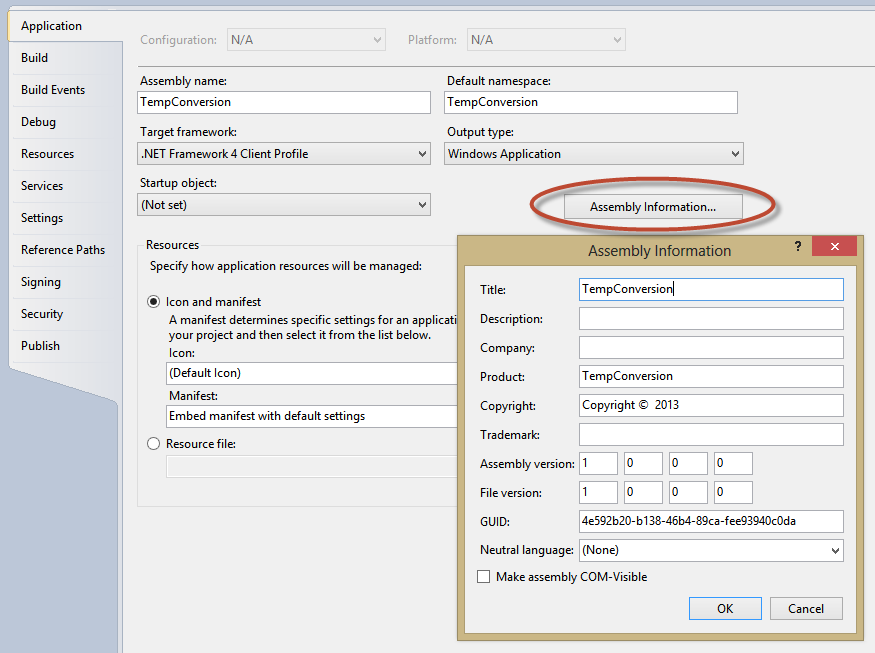 Application
Build
Build Events
Debug
Resources
Services
Settings
Reference Paths
Signing
Security
Publish
Configuration: N/A Platform: N/A
Assembly name: Default namespace:
TempConversion TempConversion
Target framework: Output type:
.NET Framework 4 Client Profile Windows Application
Startup object:
(Not set) Assembly Information...
Resources
Specify how application resources will be managed:
Icon and manifest
A manifest determines specific settings for an applicati
your project and then select it from the list below.
Icon:
(Default Icon)
Manifest:
Embed manifest with default settings
Resource file:
Assembly Information ?
Title: TempConversion
Description:
Company:
Product: TempConversion
Copyright: Copyright © 2013
Trademark:
Assembly version: 1 0 0 0
File version: 1 0 0 0
GUID: 4e592b20-b138-46b4-89ca-fee93940c0da
Neutral language: (None)
Make assembly COM-Visible
OK Cancel